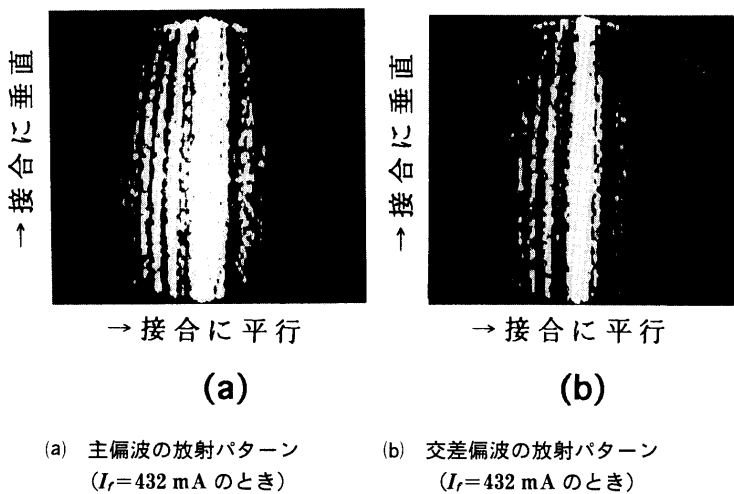 →接合に垂直
→接合に平行
(a)
→接合に垂直
→接合に平行
(b)
(a) 主偏波の放射パターン
(If=432 mA のとき)
(b) 交差偏波の放射パターン
(If=432 mA のとき)